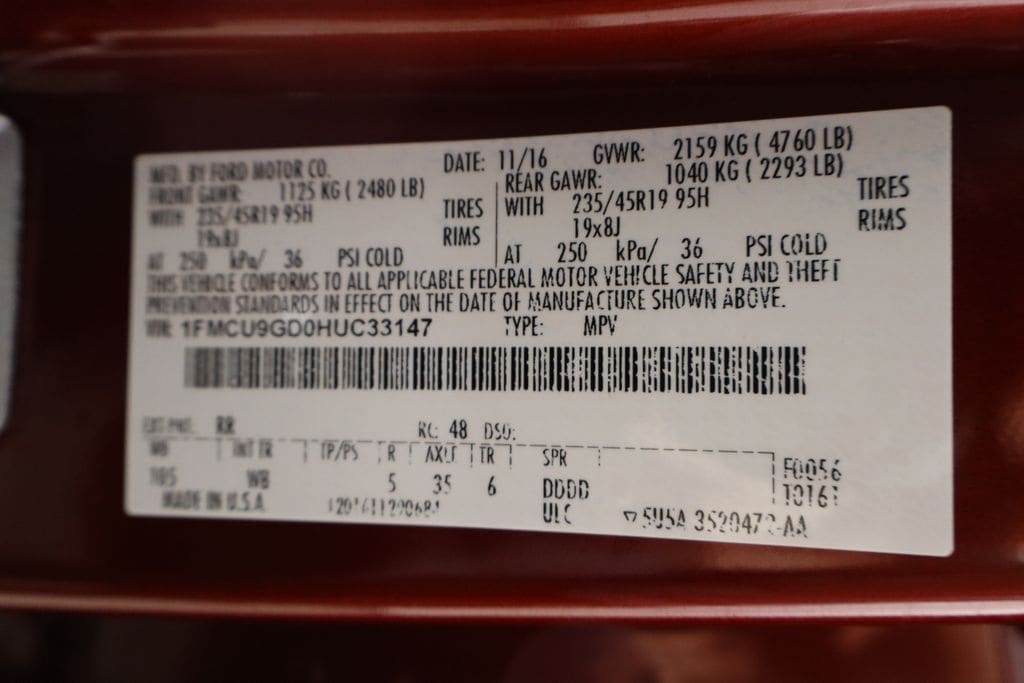 MFD. BY FORD MOTOR CO. DATE: 11/16 GVWR: 2159 KG ( 4760 LB)
FRONT GAWR: 1125 KG ( 2480 LB) REAR GAWR: 1040 KG ( 2293 LB)
WITH 235/45R19 95H TIRES WITH 235/45R19 95H TIRES
19x8J RIMS 19x8J RIMS
AT 250 kPa/ 36 PSI COLD AT 250 kPa/ 36 PSI COLD
THIS VEHICLE CONFORMS TO ALL APPLICABLE FEDERAL MOTOR VEHICLE SAFETY AND THEFT
PREVENTION STANDARDS IN EFFECT ON THE DATE OF MANUFACTURE SHOWN ABOVE.
VIN: 1FMCU9GD0HUC33147 TYPE: MPV
EXT PNT: RR RC: 48 DSO:
WB INT TR TP/PS R AXLE TR SPR F0056
105 WB 5 35 6 DDDD T0161
MADE IN U.S.A. ULC